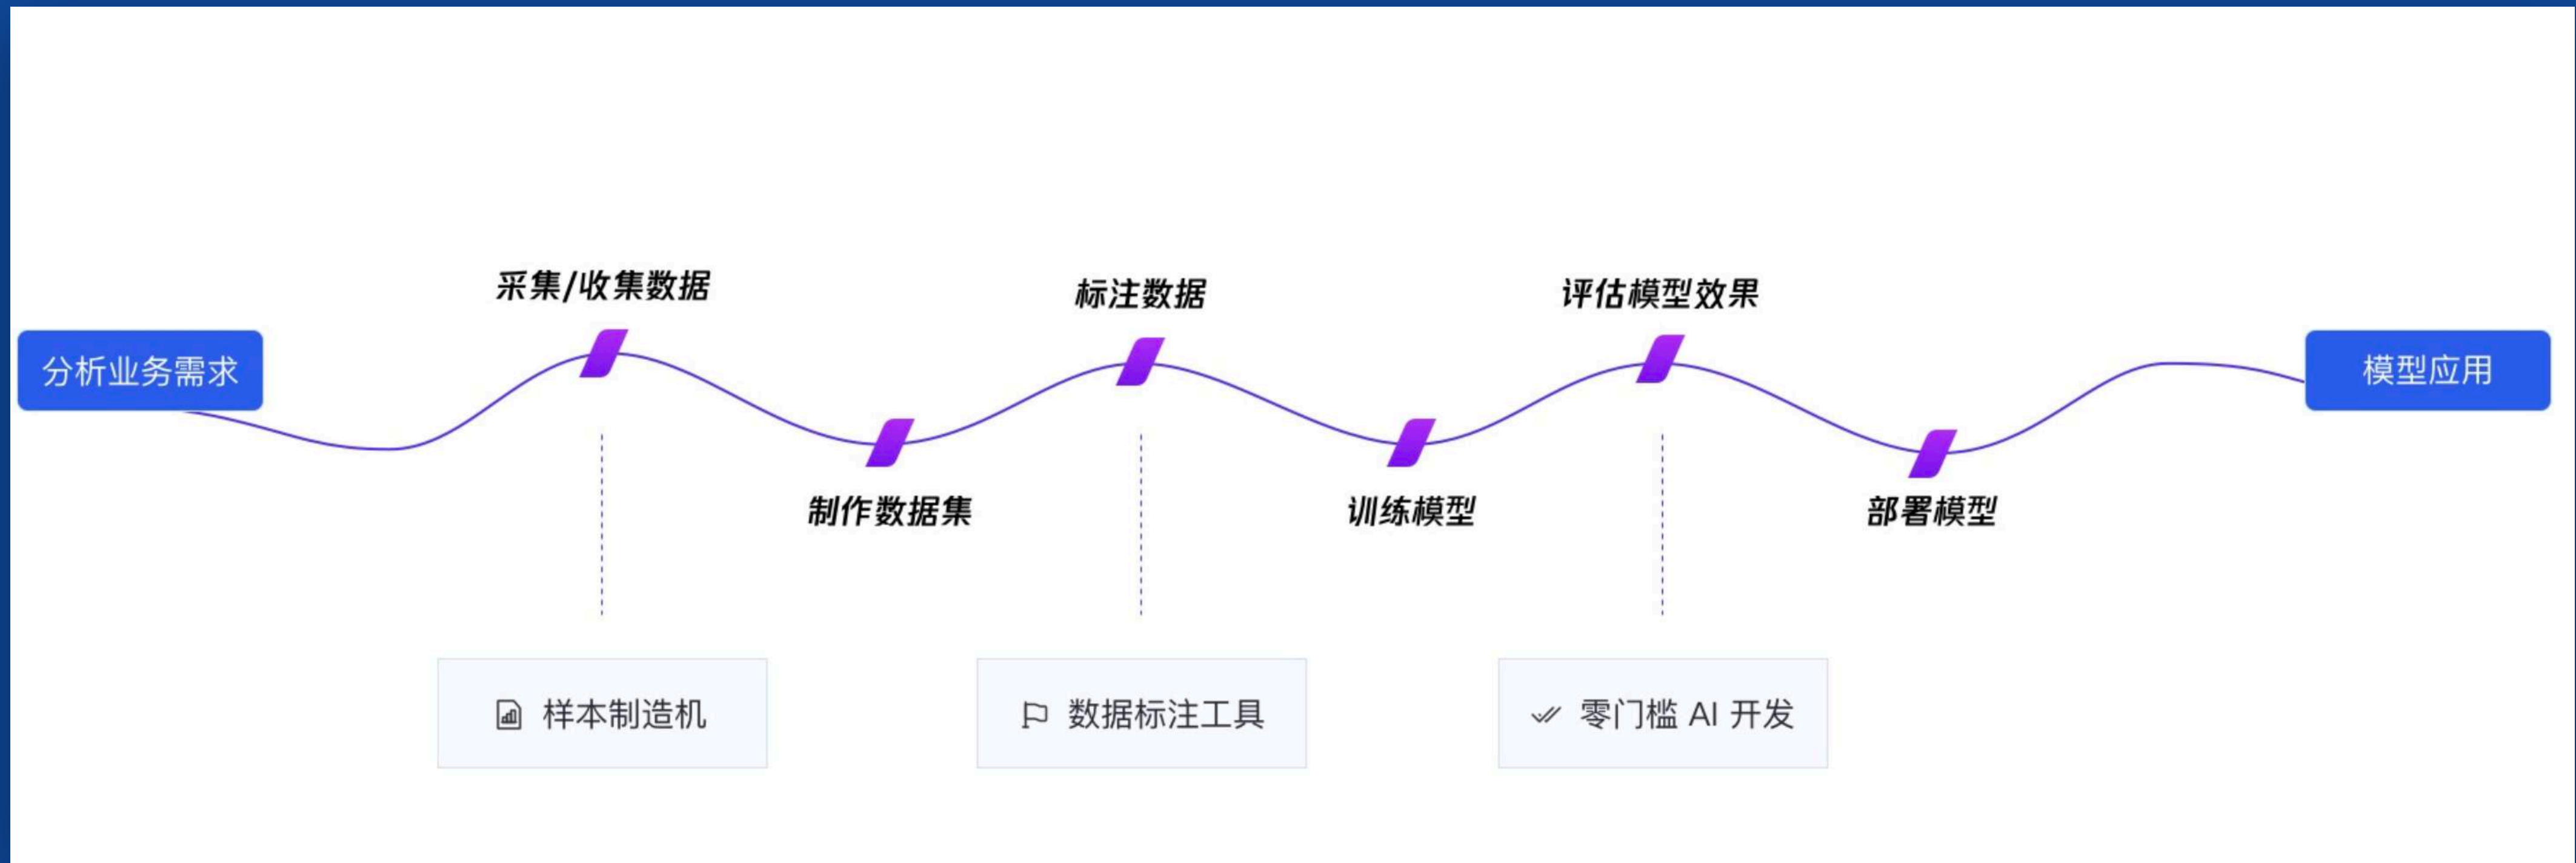 采集/收集数据
标注数据
评估模型效果
分析业务需求
模型应用
制作数据集
训练模型
部署模型
样本制造机
数据标注工具
零门槛 AI 开发